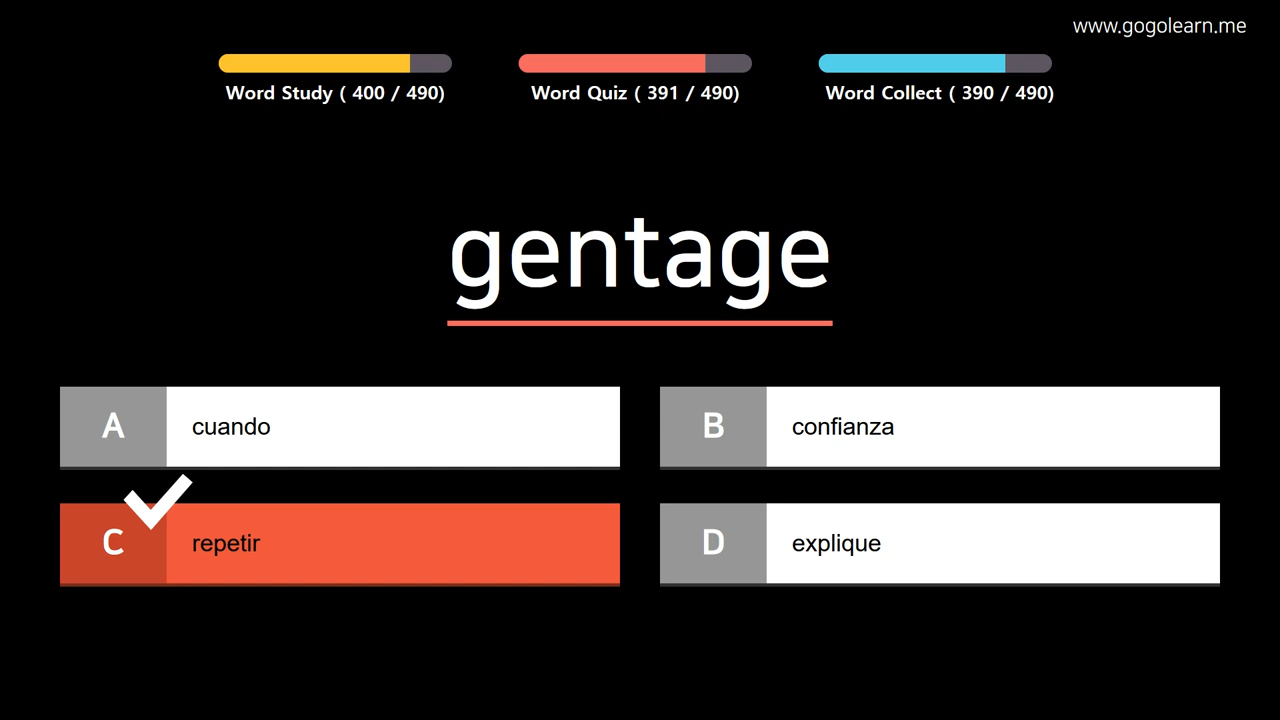 www.gogolearn.me
Word Study ( 400 / 490)
Word Quiz ( 391 / 490)
Word Collect ( 390 / 490)
gentage
A cuando
B confianza
C repetir
D explique